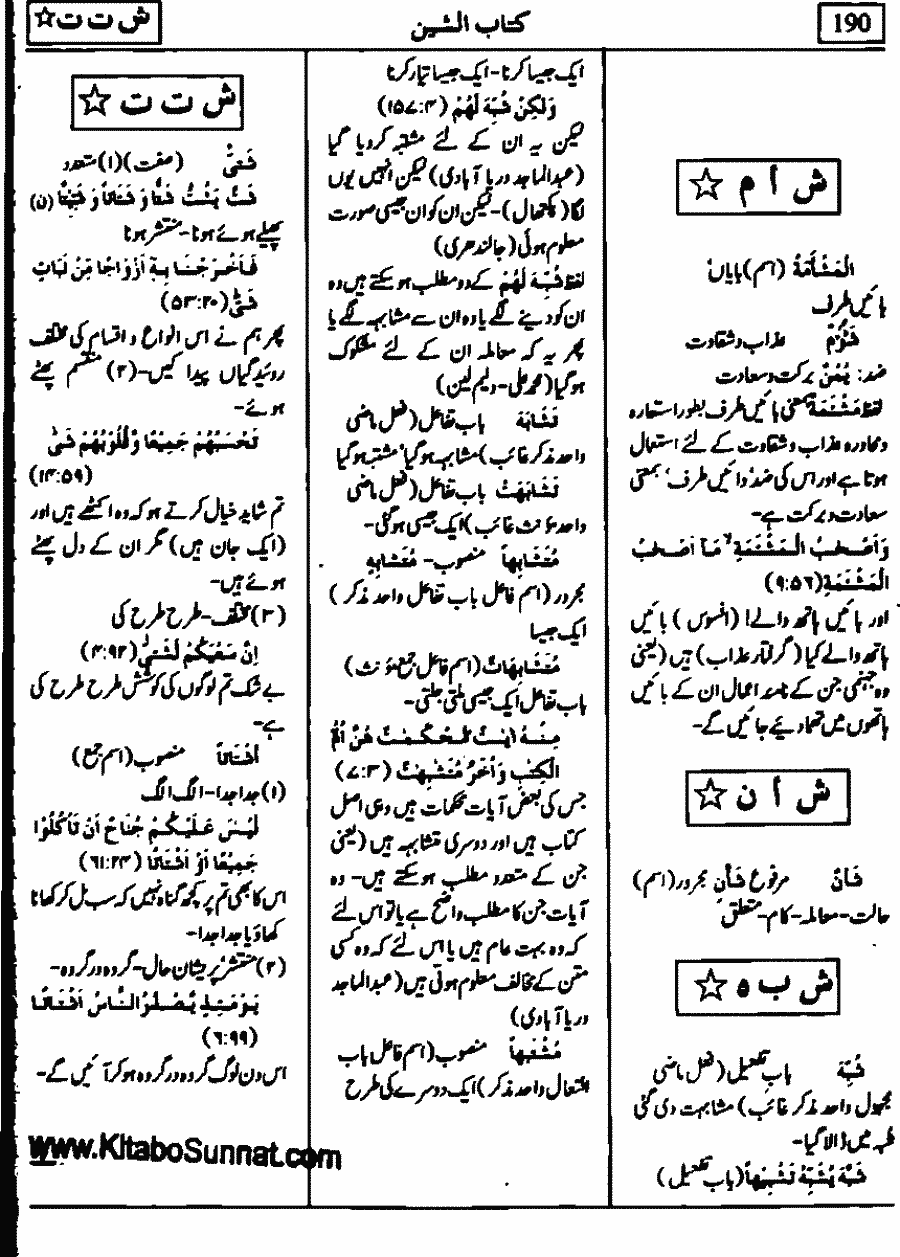 190
کتاب الشین
ش ت ت ☆
ش أ م ☆
المَشْأَمَةُ (اسم) بایاں
بائیں طرف
شُؤْمٌ عذاب و شقاوت
ضد: یُمْنٌ برکت و سعادت
لفظ مَشْئَمَة بمعنی بائیں طرف بطور استعارہ
و محاورہ عذاب و شقاوت کے لئے استعمال
ہوتا ہے اور اس کی ضد 'دائیں طرف' بمعنی
سعادت و برکت ہے۔
وَاَصْحٰبُ الْمَشْئَمَةِ مَآ اَصْحٰبُ
الْمَشْئَمَةِ (۹:۵۶)
اور بائیں ہاتھ والے! (افسوس) بائیں
ہاتھ والے کیا (گرفتار عذاب) ہیں (یعنی
وہ جہنمی جن کے نامہ اعمال ان کے بائیں
ہاتھوں میں تھما دیئے جائیں گے۔
ش أ ن ☆
شَانٌ مرفوع شَأنٍ مجرور (اسم)
حالت۔ معاملہ۔ کام۔ متعلق
ش ب ہ ☆
شُبِّهَ بابِ تفعیل (فعل ماضی
مجہول واحد مذکر غائب) مشابہت دی گئی
شبہ میں ڈالا گیا۔
شَبَّهَ یُشَبِّهُ تَشْبِیْهاً (بابِ تفعیل)
ایک جیسا کرنا۔ ایک جیسا تیار کرنا
وَلٰکِنْ شُبِّهَ لَهُمْ (۱۵۷:۴)
لیکن یہ ان کے لئے مشتبہ کر دیا گیا
(عبدالماجد دریا آبادی) لیکن انہیں یوں
لگا (پکتھال)۔ لیکن ان کو ان جیسی صورت
معلوم ہوئی (جالندھری)
لفظ شُبِّهَ لَهُمْ کے دو مطلب ہو سکتے ہیں وہ
ان کو دینے لگے یا وہ ان سے مشابہہ لگے یا
پھر یہ کہ معاملہ ان کے لئے مشکوک
ہو گیا (محمد علی۔ ولیم لین)
تَشَابَهَ باب تفاعل (فعل ماضی
واحد مذکر غائب) مشابہہ ہو گیا' مشتبہ ہو گیا
تَشَابَهَتْ باب تفاعل (فعل ماضی
واحد مؤنث غائب) ایک جیسی ہو گئی۔
مُتَشَابِهاً منصوب۔ مُتَشَابِهٍ
مجرور (اسم فاعل باب تفاعل واحد مذکر)
ایک جیسا
مُتَشَابِهَاتٌ (اسم فاعل جمع مؤنث)
باب تفاعل ایک جیسی ملتی جلتی۔
مِنْهُ اٰیٰتٌ مُّحْکَمٰتٌ هُنَّ اُمُّ
الْکِتٰبِ وَاُخَرُ مُتَشٰبِهٰتٌ (۷:۳)
جس کی بعض آیات محکمات ہیں وہی اصل
کتاب ہیں اور دوسری متشابہہ ہیں (یعنی
جن کے متعدد مطلب ہو سکتے ہیں۔ وہ
آیات جن کا مطلب واضح ہے یا تو اس لئے
کہ وہ بہت عام ہیں یا اس لئے کہ وہ کسی
متن کے مخالف معلوم ہوتی ہیں (عبدالماجد
دریا آبادی)
مُشْتَبِهاً منصوب (اسم فاعل باب
افتعال واحد مذکر) ایک دوسرے کی طرح
ش ت ت ☆
شَتّٰی (صفت) (۱) متعدد
شَتَّ یَشُتُّ شَتًّا وَ شَتَاتًا وَ شَتِیْتًا (ن)
پھیلے ہوئے ہونا۔ منتشر ہونا
فَاَخْرَجْنَا بِهٖ اَزْوَاجًا مِّنْ نَّبَاتٍ
شَتّٰی (۵۳:۲۰)
پھر ہم نے اس انواع و اقسام کی مختلف
روئیدگیاں پیدا کیں۔ (۲) منقسم پھٹے
ہوئے۔
تَحْسَبُهُمْ جَمِیْعًا وَّقُلُوْبُهُمْ شَتّٰی
(۱۴:۵۹)
تم شاید خیال کرتے ہو کہ وہ اکٹھے ہیں اور
(ایک جان ہیں) مگر ان کے دل پھٹے
ہوئے ہیں۔
(۳) مختلف۔ طرح طرح کی
اِنَّ سَعْیَکُمْ لَشَتّٰی (۴:۹۲)
بے شک تم لوگوں کی کوشش طرح طرح کی
ہے۔
اَشْتَاتًا منصوب (اسم جمع)
(۱) جدا جدا۔ الگ الگ
لَیْسَ عَلَیْکُمْ جُنَاحٌ اَنْ تَاْکُلُوْا
جَمِیْعًا اَوْ اَشْتَاتًا (۶۱:۲۴)
اس کا بھی تم پر کچھ گناہ نہیں کہ سب مل کر کھانا
کھاؤ یا جدا جدا۔
(۲) منتشر' پریشان حال۔ گروہ در گروہ۔
یَوْمَئِذٍ یَّصْدُرُ النَّاسُ اَشْتَاتًا
(۶:۹۹)
اس دن لوگ گروہ در گروہ ہو کر آئیں گے۔
www.KitaboSunnat.com